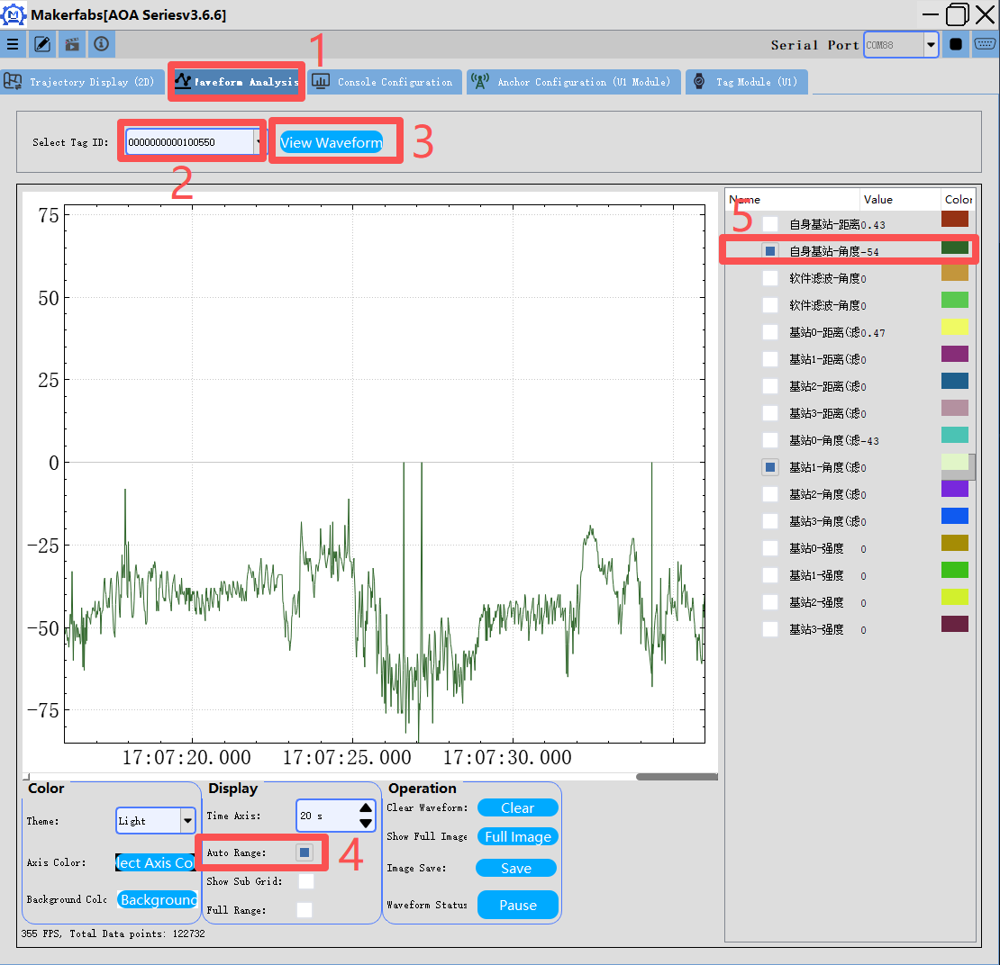 Makerfabs[AOA Seriesv3.6.6]
Serial Port COM88
Trajectory Display (2D) Waveform Analysis Console Configuration Anchor Configuration (U1 Module) Tag Module (U1)
1
Select Tag ID: 0000000000100550 View Waveform
2
3
Name Value Color
5
自身基站-距离 0.43
自身基站-角度 -54
软件滤波-角度 0
软件滤波-角度 0
基站0-距离(滤 0.47
基站1-距离(滤 0
基站2-距离(滤 0
基站3-距离(滤 0
基站0-角度(滤 -43
基站1-角度(滤 0
基站2-角度(滤 0
基站3-角度(滤 0
基站0-强度 0
基站1-强度 0
基站2-强度 0
基站3-强度 0
75
50
25
0
-25
-50
-75
17:07:20.000 17:07:25.000 17:07:30.000
Color
Theme: Light
Axis Color: lect Axis Co
Background Colo Background
Display
Time Axis: 20 s
Auto Range:
4
Show Sub Grid:
Full Range:
Operation
Clear Waveform: Clear
Show Full Image Full Image
Image Save: Save
Waveform Status Pause
355 FPS, Total Data points: 122732